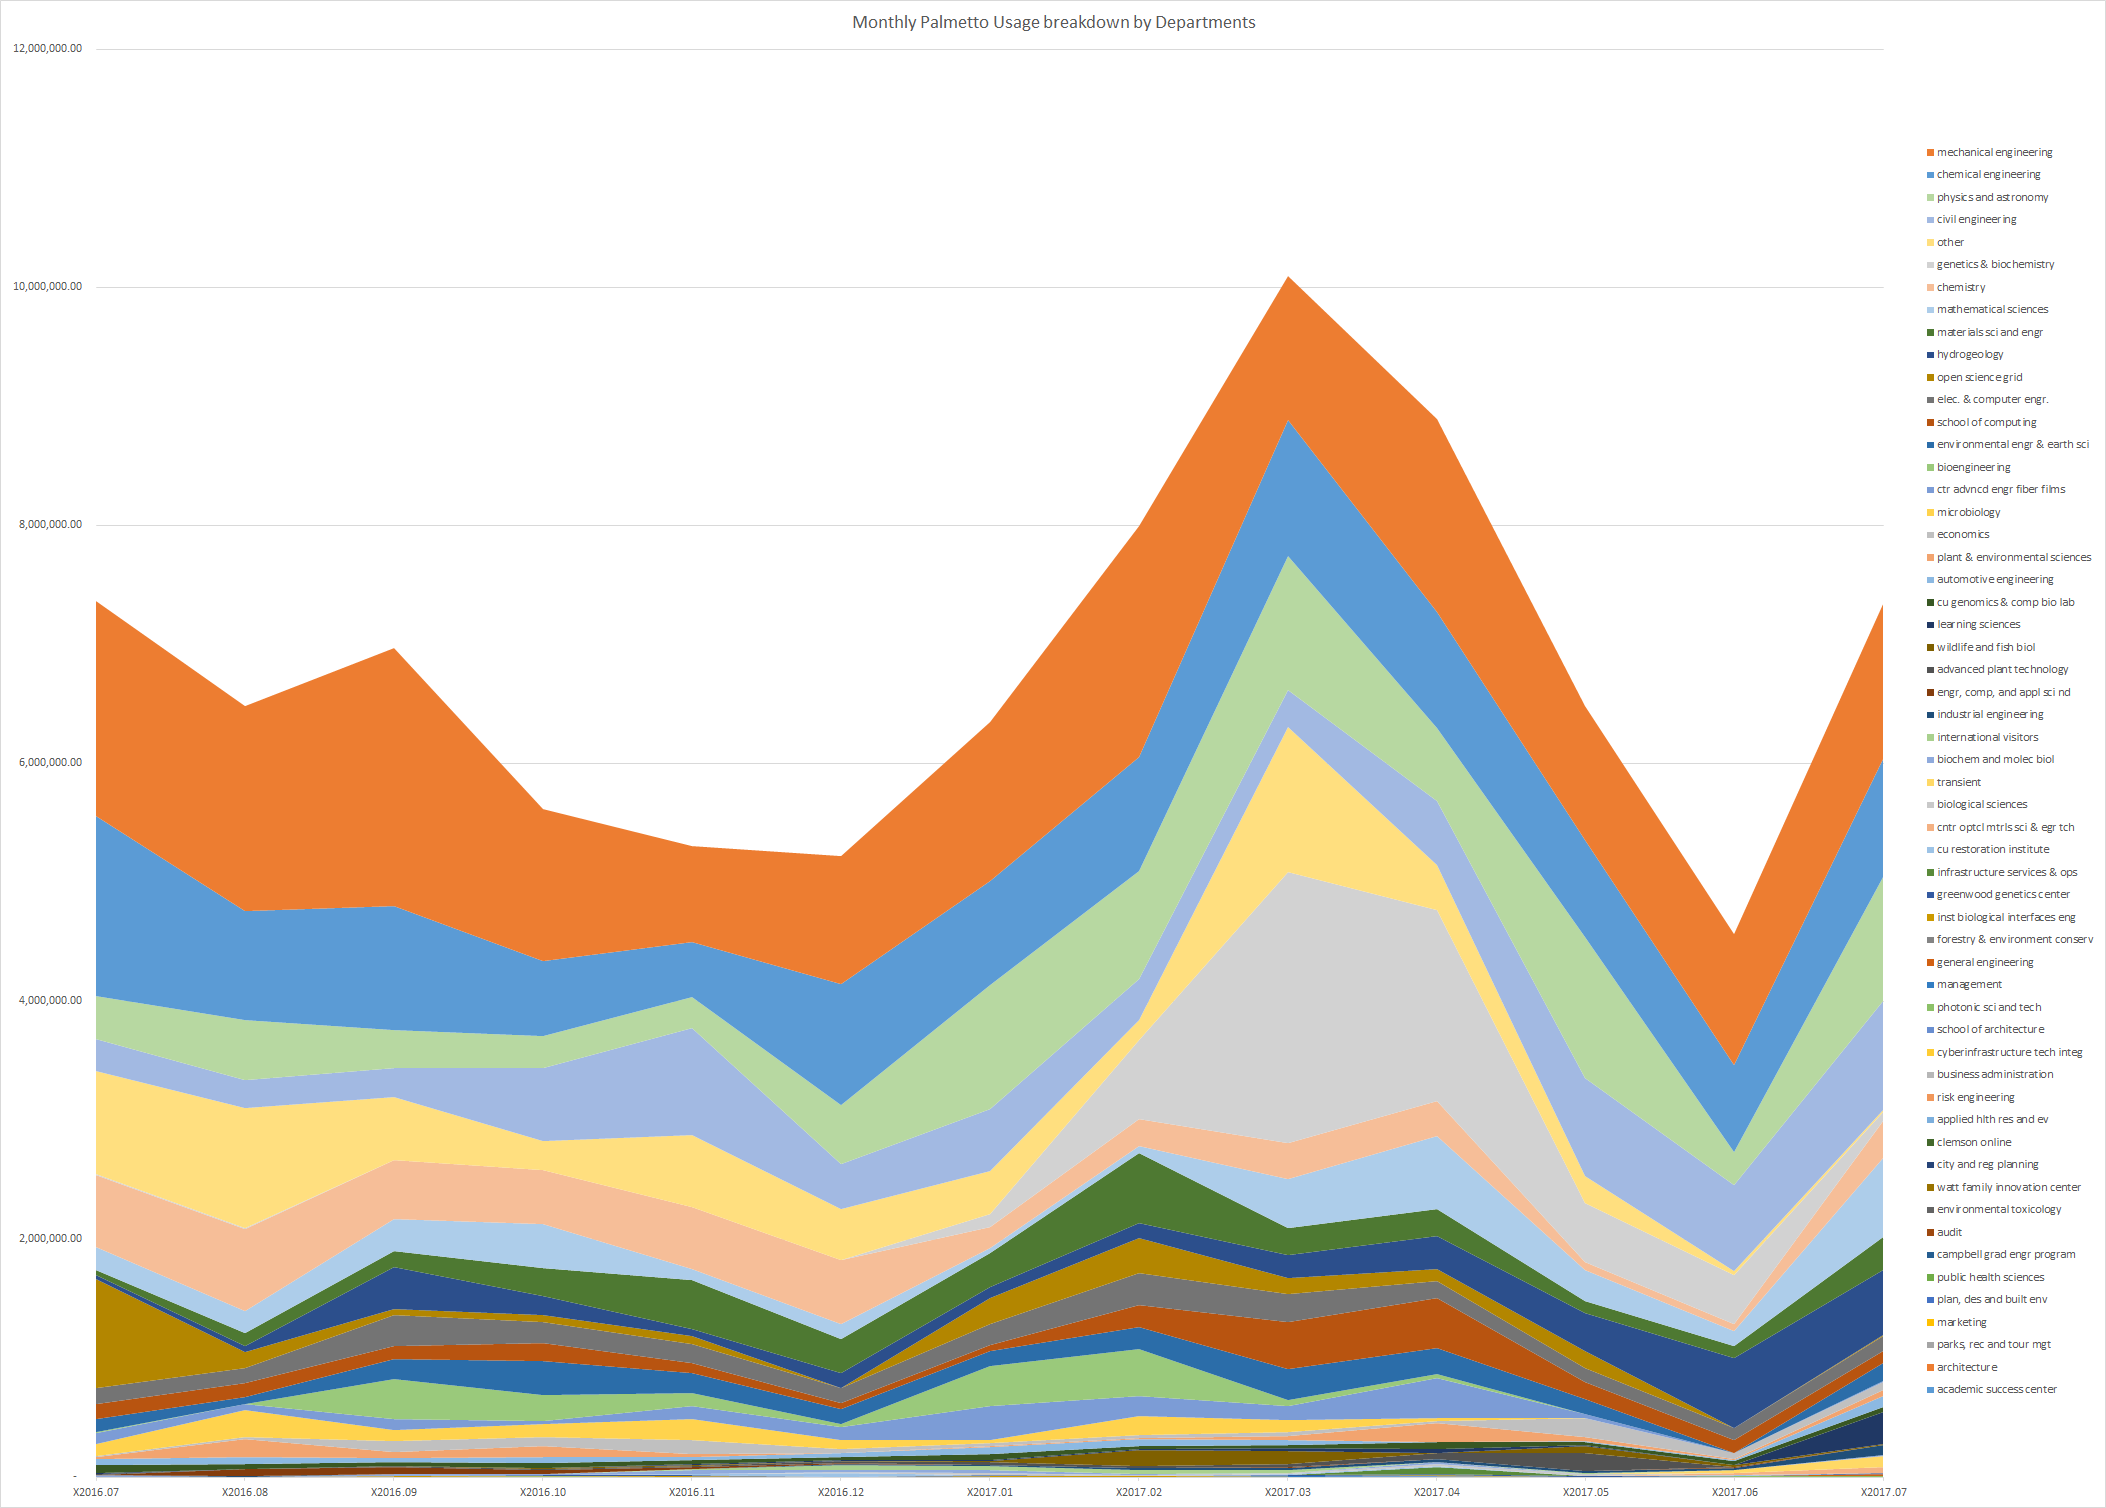 Monthly Palmetto Usage breakdown by Departments
12,000,000.00
10,000,000.00
8,000,000.00
6,000,000.00
4,000,000.00
2,000,000.00
-
X2016.07 X2016.08 X2016.09 X2016.10 X2016.11 X2016.12 X2017.01 X2017.02 X2017.03 X2017.04 X2017.05 X2017.06 X2017.07
mechanical engineering
chemical engineering
physics and astronomy
civil engineering
other
genetics & biochemistry
chemistry
mathematical sciences
materials sci and engr
hydrogeology
open science grid
elec. & computer engr.
school of computing
environmental engr & earth sci
bioengineering
ctr advncd engr fiber films
microbiology
economics
plant & environmental sciences
automotive engineering
cu genomics & comp bio lab
learning sciences
wildlife and fish biol
advanced plant technology
engr, comp, and appl sci nd
industrial engineering
international visitors
biochem and molec biol
transient
biological sciences
cntr optcl mtrls sci & egr tch
cu restoration institute
infrastructure services & ops
greenwood genetics center
inst biological interfaces eng
forestry & environment conserv
general engineering
management
photonic sci and tech
school of architecture
cyberinfrastructure tech integ
business administration
risk engineering
applied hlth res and ev
clemson online
city and reg planning
watt family innovation center
environmental toxicology
audit
campbell grad engr program
public health sciences
plan, des and built env
marketing
parks, rec and tour mgt
architecture
academic success center